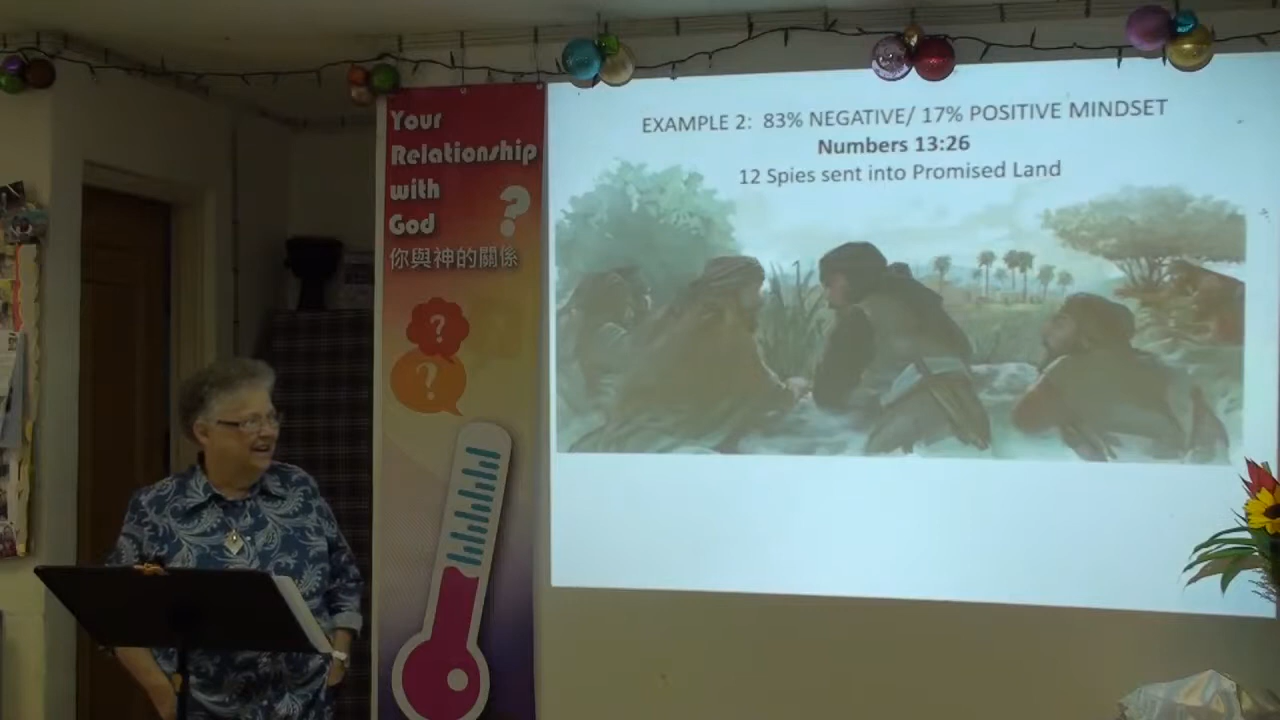 Your
Relationship
with
God
?
你與神的關係
?
?
EXAMPLE 2: 83% NEGATIVE/ 17% POSITIVE MINDSET
Numbers 13:26
12 Spies sent into Promised Land